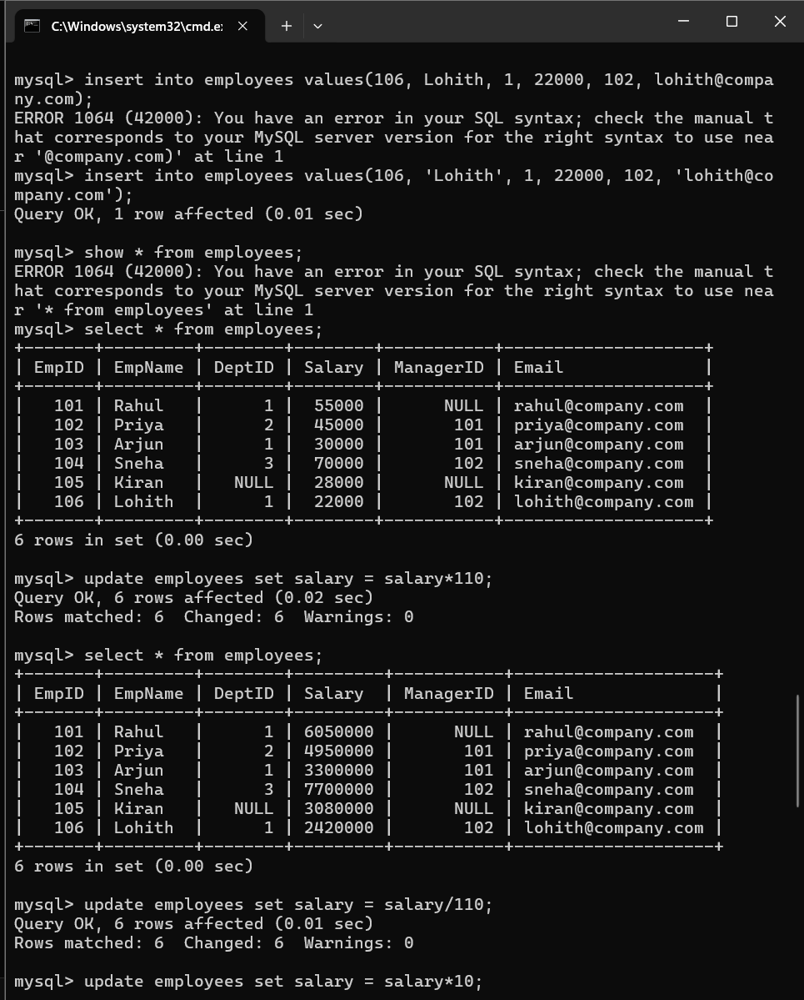 C:\Windows\system32\cmd.e
mysql> insert into employees values(106, Lohith, 1, 22000, 102, lohith@compa
ny.com);
ERROR 1064 (42000): You have an error in your SQL syntax; check the manual t
hat corresponds to your MySQL server version for the right syntax to use nea
r '@company.com)' at line 1
mysql> insert into employees values(106, 'Lohith', 1, 22000, 102, 'lohith@co
mpany.com');
Query OK, 1 row affected (0.01 sec)
mysql> show * from employees;
ERROR 1064 (42000): You have an error in your SQL syntax; check the manual t
hat corresponds to your MySQL server version for the right syntax to use nea
r '* from employees' at line 1
mysql> select * from employees;
+-------+---------+--------+--------+-----------+--------------------+
| EmpID | EmpName | DeptID | Salary | ManagerID | Email              |
+-------+---------+--------+--------+-----------+--------------------+
|   101 | Rahul   |      1 |  55000 |      NULL | rahul@company.com  |
|   102 | Priya   |      2 |  45000 |       101 | priya@company.com  |
|   103 | Arjun   |      1 |  30000 |       101 | arjun@company.com  |
|   104 | Sneha   |      3 |  70000 |       102 | sneha@company.com  |
|   105 | Kiran   |   NULL |  28000 |      NULL | kiran@company.com  |
|   106 | Lohith  |      1 |  22000 |       102 | lohith@company.com |
+-------+---------+--------+--------+-----------+--------------------+
6 rows in set (0.00 sec)
mysql> update employees set salary = salary*110;
Query OK, 6 rows affected (0.02 sec)
Rows matched: 6  Changed: 6  Warnings: 0
mysql> select * from employees;
+-------+---------+--------+---------+-----------+--------------------+
| EmpID | EmpName | DeptID | Salary  | ManagerID | Email              |
+-------+---------+--------+---------+-----------+--------------------+
|   101 | Rahul   |      1 | 6050000 |      NULL | rahul@company.com  |
|   102 | Priya   |      2 | 4950000 |       101 | priya@company.com  |
|   103 | Arjun   |      1 | 3300000 |       101 | arjun@company.com  |
|   104 | Sneha   |      3 | 7700000 |       102 | sneha@company.com  |
|   105 | Kiran   |   NULL | 3080000 |      NULL | kiran@company.com  |
|   106 | Lohith  |      1 | 2420000 |       102 | lohith@company.com |
+-------+---------+--------+---------+-----------+--------------------+
6 rows in set (0.00 sec)
mysql> update employees set salary = salary/110;
Query OK, 6 rows affected (0.01 sec)
Rows matched: 6  Changed: 6  Warnings: 0
mysql> update employees set salary = salary*10;